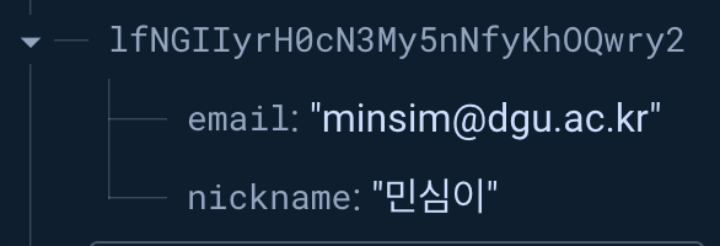 lfNGIIyrH0cN3My5nNfyKhOQwry2
email: "minsim@dgu.ac.kr"
nickname: "민심이"